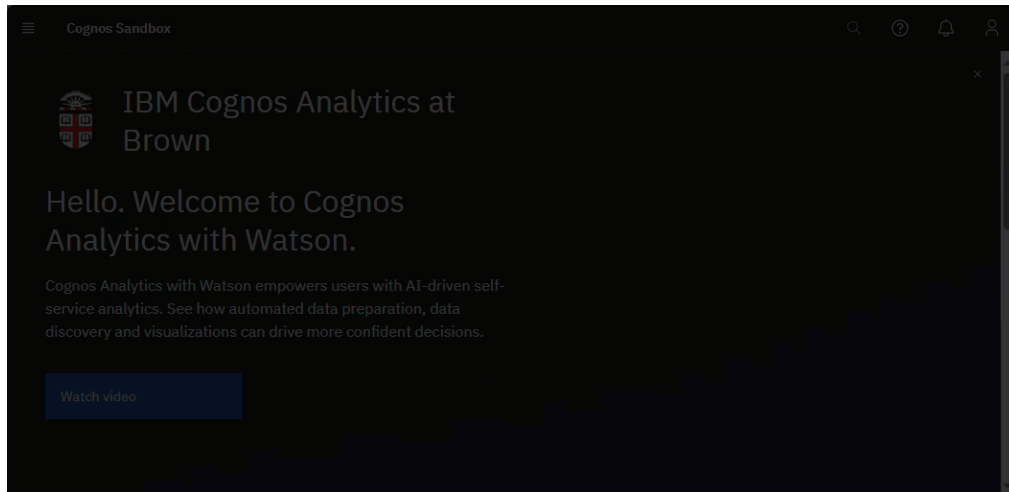 Cognos Sandbox
IBM Cognos Analytics at
Brown
Hello. Welcome to Cognos
Analytics with Watson.
Cognos Analytics with Watson empowers users with AI-driven self-
service analytics. See how automated data preparation, data
discovery and visualizations can drive more confident decisions.
Watch video